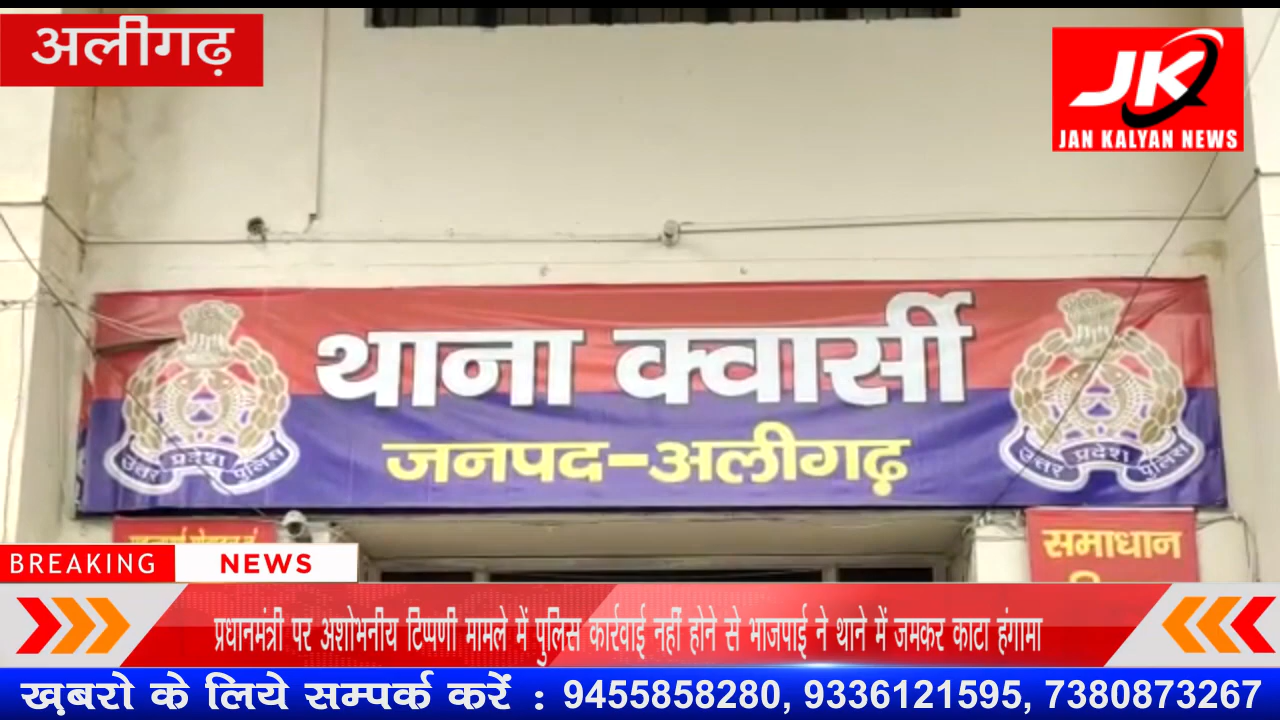 अलीगढ़
JK
JAN KALYAN NEWS
थाना क्वार्सी
जनपद-अलीगढ़
उत्तर प्रदेश पुलिस
उत्तर प्रदेश पुलिस
समाधान
BREAKING NEWS
प्रधानमंत्री पर अशोभनीय टिप्पणी मामले में पुलिस कार्रवाई नहीं होने से भाजपाई ने थाने में जमकर काटा हंगामा
ख़बरो के लिये सम्पर्क करें : 9455858280, 9336121595, 7380873267